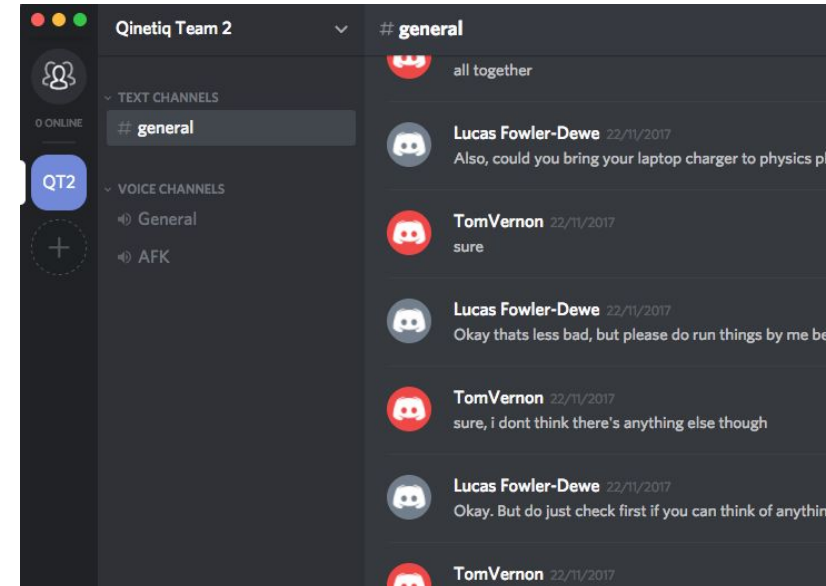 Qinetiq Team 2
0 ONLINE
QT2
TEXT CHANNELS
# general
VOICE CHANNELS
General
AFK
# general
all together
Lucas Fowler-Dewe 22/11/2017
Also, could you bring your laptop charger to physics
TomVernon 22/11/2017
sure
Lucas Fowler-Dewe 22/11/2017
Okay thats less bad, but please do run things by me
TomVernon 22/11/2017
sure, i dont think there's anything else though
Lucas Fowler-Dewe 22/11/2017
Okay. But do just check first if you can think of
TomVernon 22/11/2017